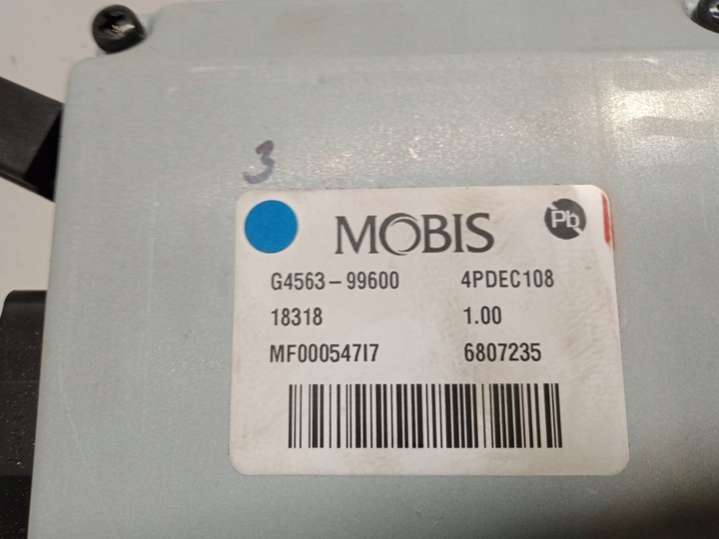 3
MOBIS
Pb
G4563-99600 4PDEC108
18318 1.00
MF00054717 6807235